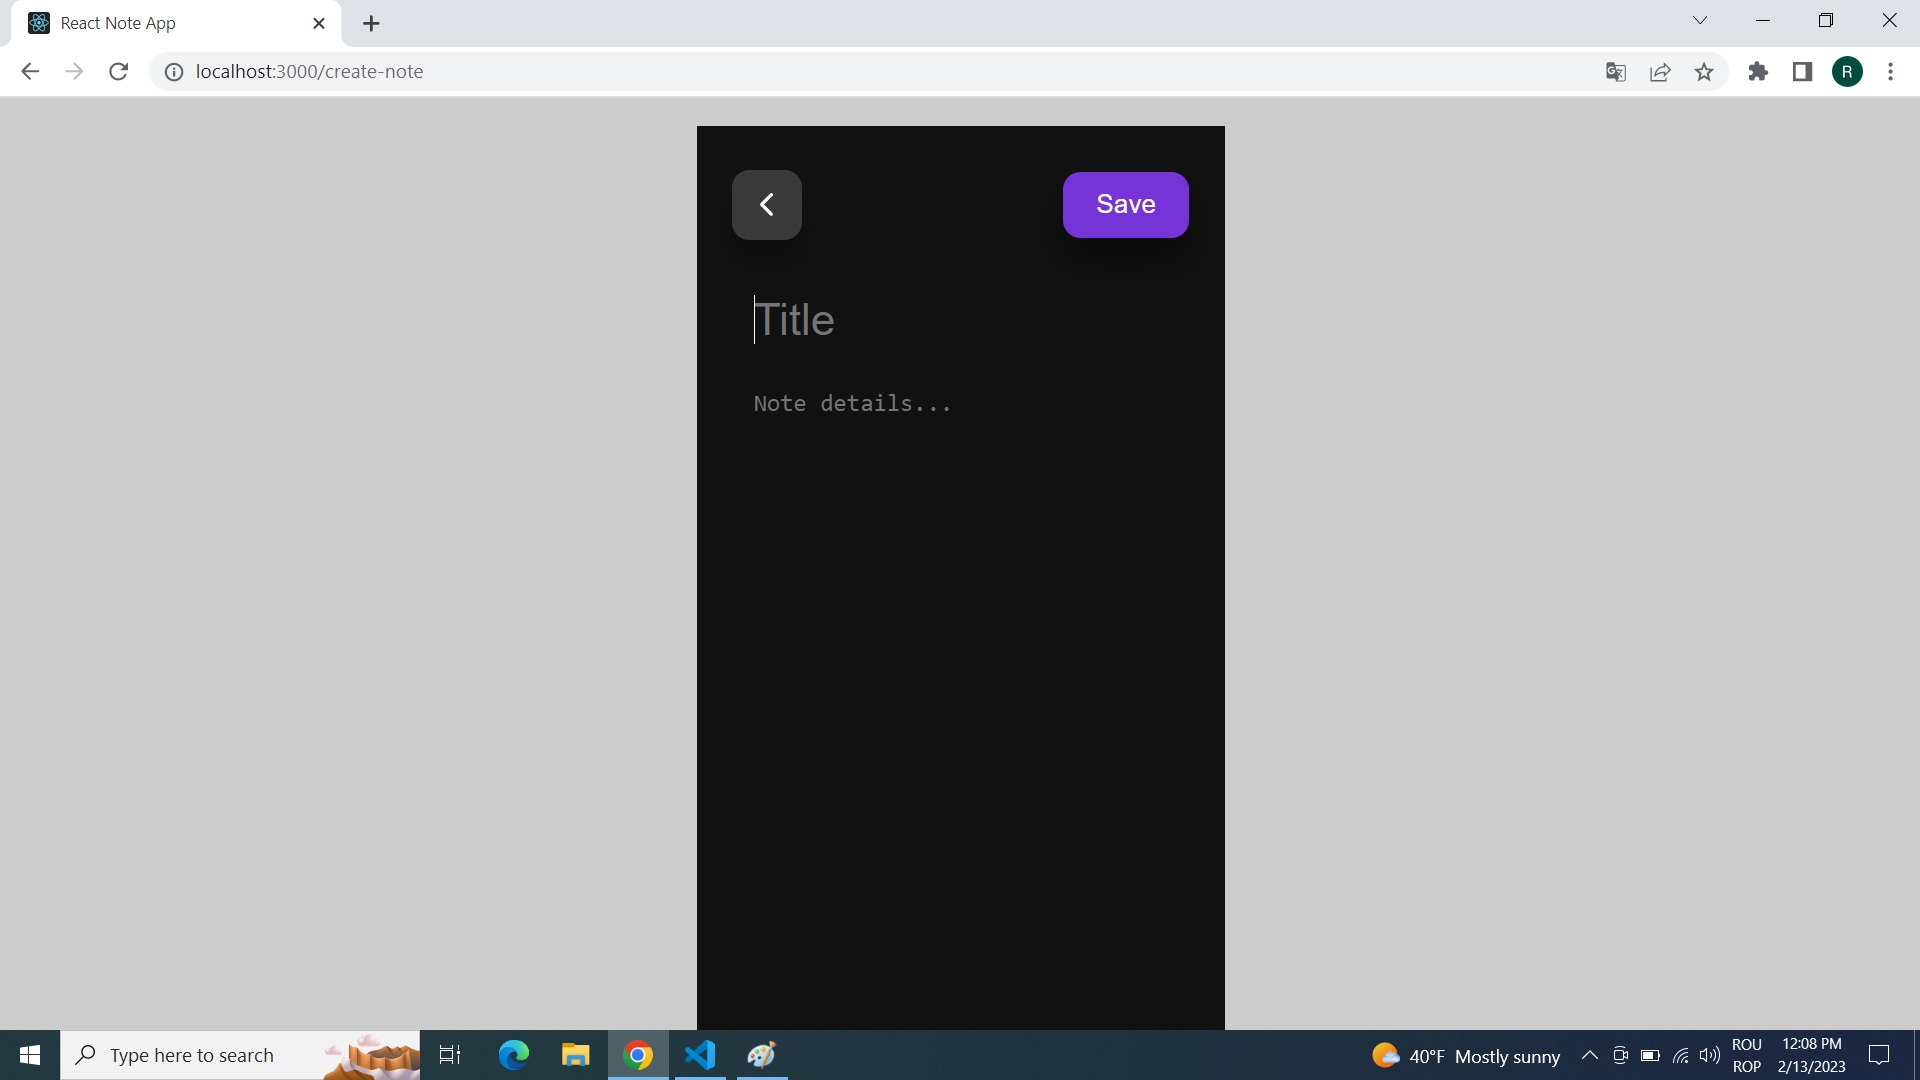 React Note App
localhost:3000/create-note
R
Save
Title
Note details...
Type here to search
40°F Mostly sunny
ROU
ROP
12:08 PM
2/13/2023